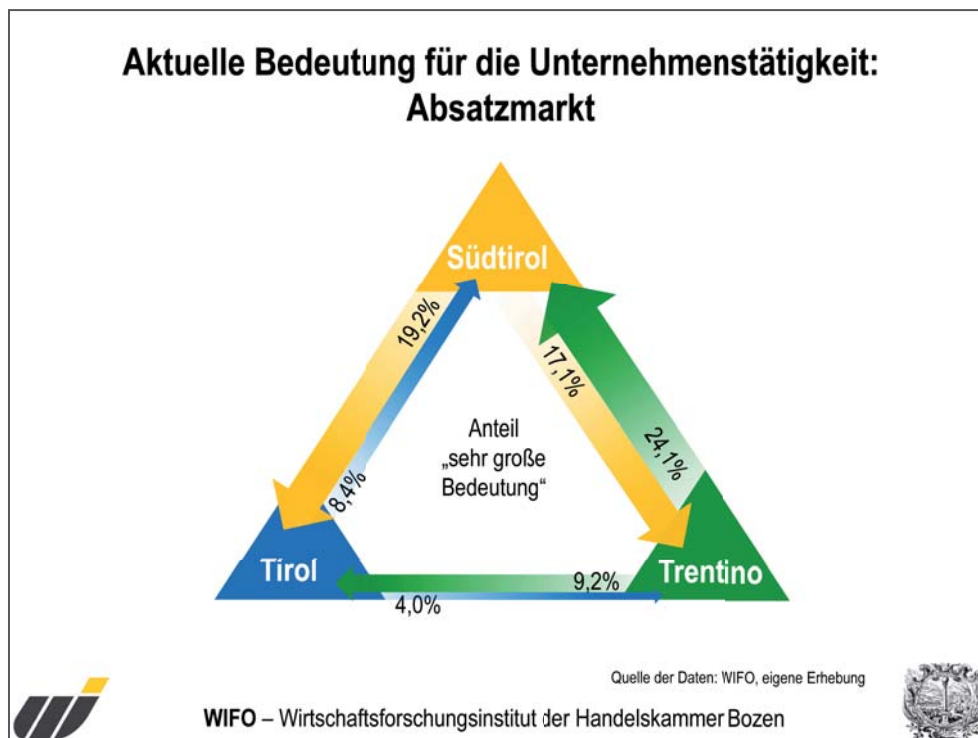 Aktuelle Bedeutung für die Unternehmenstätigkeit:
Absatzmarkt
Südtirol
19,2%
17,1%
Anteil
„sehr große
Bedeutung“
24,1%
8,4%
Tirol
9,2%
Trentino
4,0%
Quelle der Daten: WIFO, eigene Erhebung
WIFO – Wirtschaftsforschungsinstitut der Handelskammer Bozen